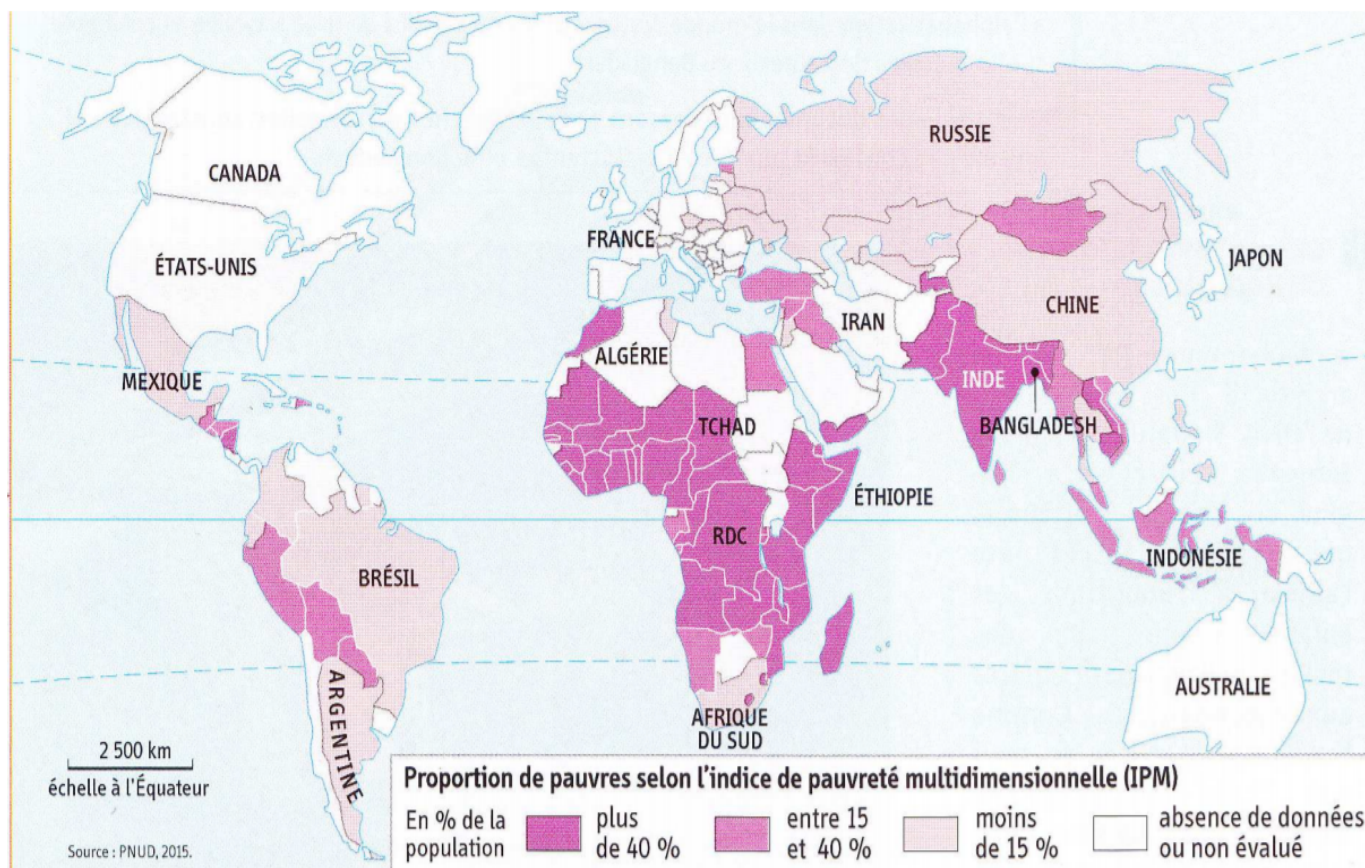 RUSSIE
CANADA
FRANCE
ÉTATS-UNIS
JAPON
CHINE
IRAN
ALGÉRIE
MEXIQUE
INDE
TCHAD
BANGLADESH
ÉTHIOPIE
RDC
INDONÉSIE
BRÉSIL
ARGENTINE
AUSTRALIE
AFRIQUE
DU SUD
2 500 km
échelle à l'Équateur
Source : PNUD, 2015.
Proportion de pauvres selon l'indice de pauvreté multidimensionnelle (IPM)
En % de la
population
plus
de 40 %
entre 15
et 40 %
moins
de 15 %
absence de données
ou non évalué